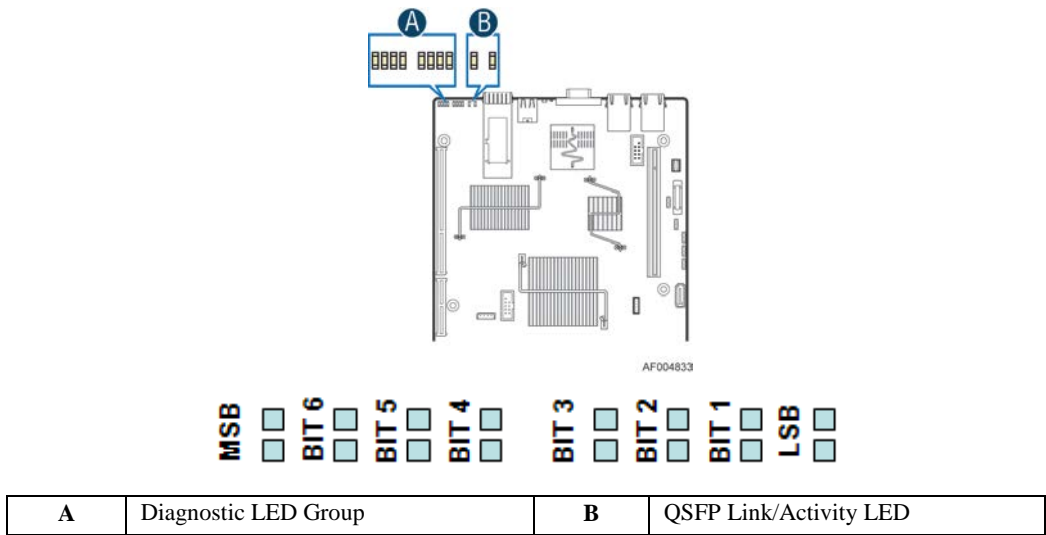 A B
AF004833
MSB BIT 6 BIT 5 BIT 4 BIT 3 BIT 2 BIT 1 LSB
A Diagnostic LED Group B QSFP Link/Activity LED